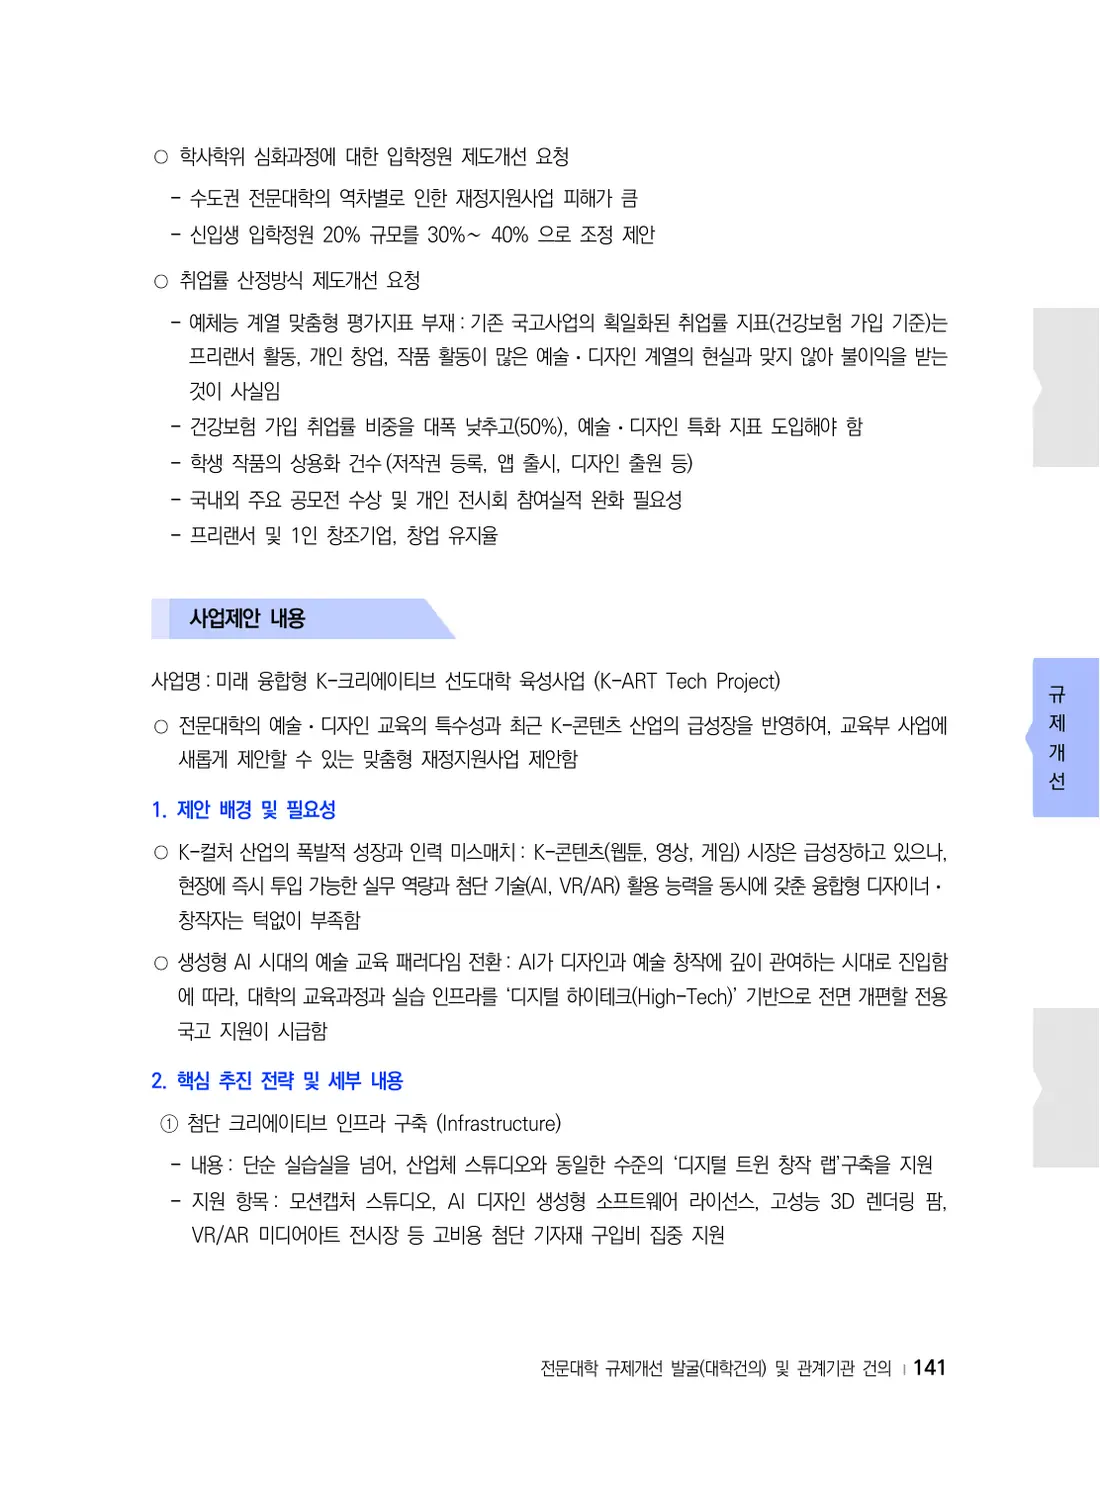 ○ 학사학위 심화과정에 대한 입학정원 제도개선 요청
- 수도권 전문대학의 역차별로 인한 재정지원사업 피해가 큼
- 신입생 입학정원 20% 규모를 30%~ 40% 으로 조정 제안
○ 취업률 산정방식 제도개선 요청
- 예체능 계열 맞춤형 평가지표 부재 : 기존 국고사업의 획일화된 취업률 지표(건강보험 가입 기준)는
프리랜서 활동, 개인 창업, 작품 활동이 많은 예술·디자인 계열의 현실과 맞지 않아 불이익을 받는
것이 사실임
- 건강보험 가입 취업률 비중을 대폭 낮추고(50%), 예술·디자인 특화 지표 도입해야 함
- 학생 작품의 상용화 건수 (저작권 등록, 앱 출시, 디자인 출원 등)
- 국내외 주요 공모전 수상 및 개인 전시회 참여실적 완화 필요성
- 프리랜서 및 1인 창조기업, 창업 유지율
사업제안 내용
사업명 : 미래 융합형 K-크리에이티브 선도대학 육성사업 (K-ART Tech Project)
○ 전문대학의 예술·디자인 교육의 특수성과 최근 K-콘텐츠 산업의 급성장을 반영하여, 교육부 사업에
새롭게 제안할 수 있는 맞춤형 재정지원사업 제안함
1. 제안 배경 및 필요성
○ K-컬처 산업의 폭발적 성장과 인력 미스매치 : K-콘텐츠(웹툰, 영상, 게임) 시장은 급성장하고 있으나,
현장에 즉시 투입 가능한 실무 역량과 첨단 기술(AI, VR/AR) 활용 능력을 동시에 갖춘 융합형 디자이너·
창작자는 턱없이 부족함
○ 생성형 AI 시대의 예술 교육 패러다임 전환 : AI가 디자인과 예술 창작에 깊이 관여하는 시대로 진입함
에 따라, 대학의 교육과정과 실습 인프라를 ‘디지털 하이테크(High-Tech)’ 기반으로 전면 개편할 전용
국고 지원이 시급함
2. 핵심 추진 전략 및 세부 내용
① 첨단 크리에이티브 인프라 구축 (Infrastructure)
- 내용 : 단순 실습실을 넘어, 산업체 스튜디오와 동일한 수준의 ‘디지털 트윈 창작 랩’구축을 지원
- 지원 항목 : 모션캡처 스튜디오, AI 디자인 생성형 소프트웨어 라이선스, 고성능 3D 렌더링 팜,
VR/AR 미디어아트 전시장 등 고비용 첨단 기자재 구입비 집중 지원
규
제
개
선
전문대학 규제개선 발굴(대학건의) 및 관계기관 건의 | 141